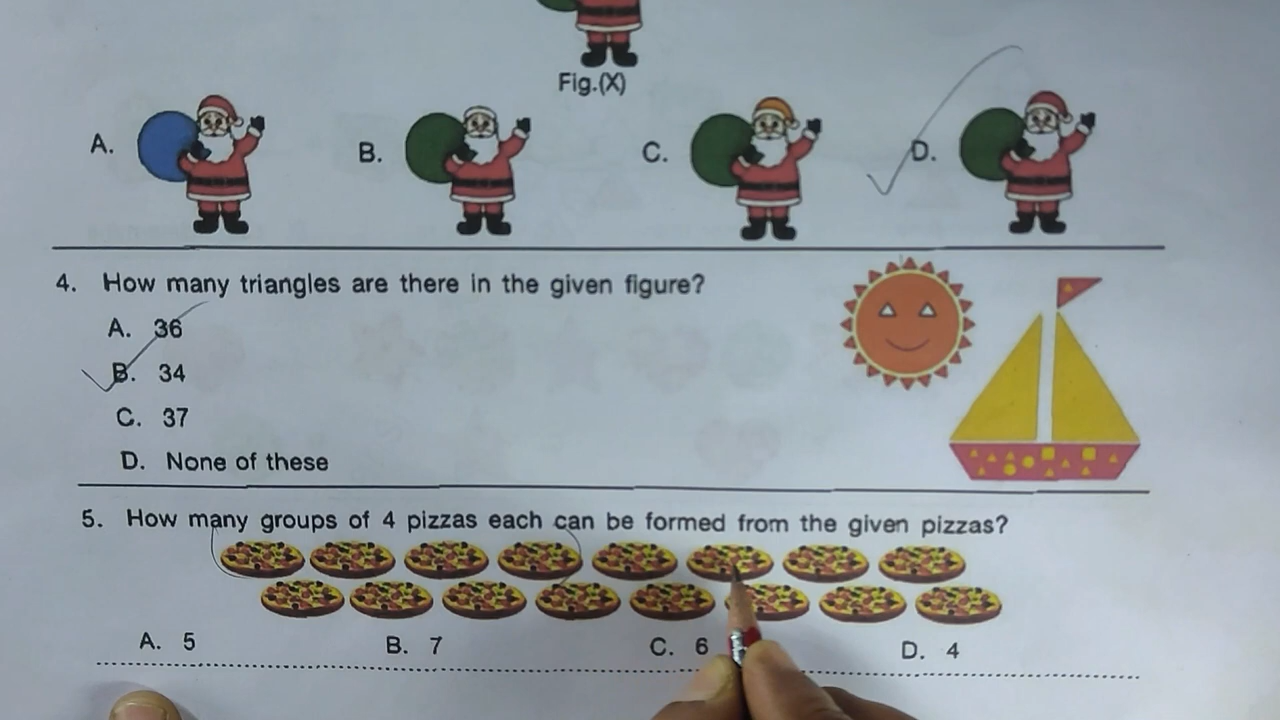 Fig.(X)
A. B. C. D.
4. How many triangles are there in the given figure?
A. 36
B. 34
C. 37
D. None of these
5. How many groups of 4 pizzas each can be formed from the given pizzas?
A. 5 B. 7 C. 6 D. 4